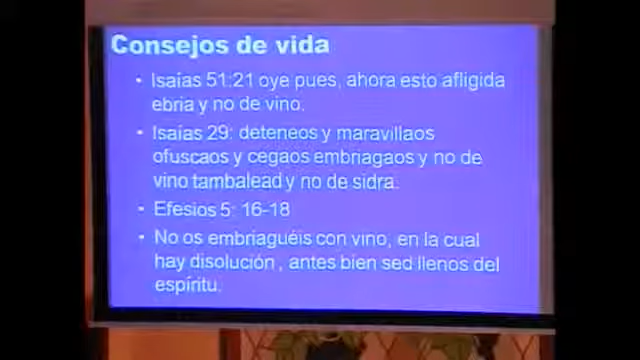 Consejos de vida
• Isaías 51:21 oye pues, ahora esto afligida
ebria y no de vino.
• Isaías 29: deteneos y maravillaos
ofuscaos y cegaos embriagaos y no de
vino tambalead y no de sidra.
• Efesios 5: 16-18
• No os embriaguéis con vino, en la cual
hay disolución, antes bien sed llenos del
espíritu.